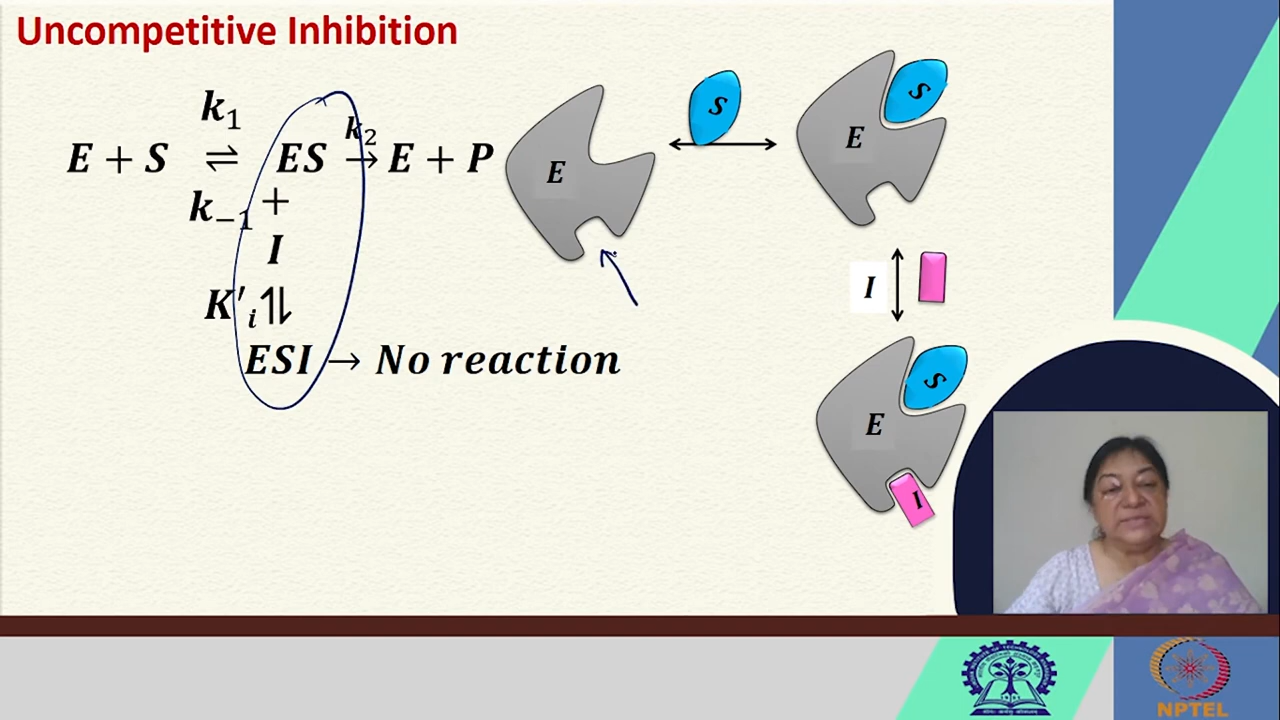 Uncompetitive Inhibition
k₁
E + S ⇌ ES → E + P
k₂
k₋₁ +
I
K′ᵢ ⥮
ESI → No reaction
E
S
E
S
I
E
S
I
NPTEL